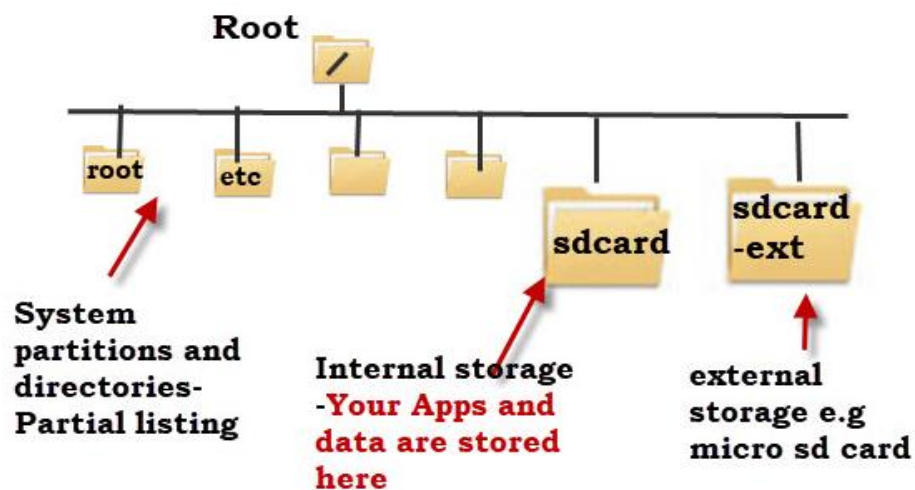 Root
/
root
etc
sdcard
sdcard
-ext
System
partitions and
directories-
Partial listing
Internal storage
-Your Apps and
data are stored
here
external
storage e.g
micro sd card